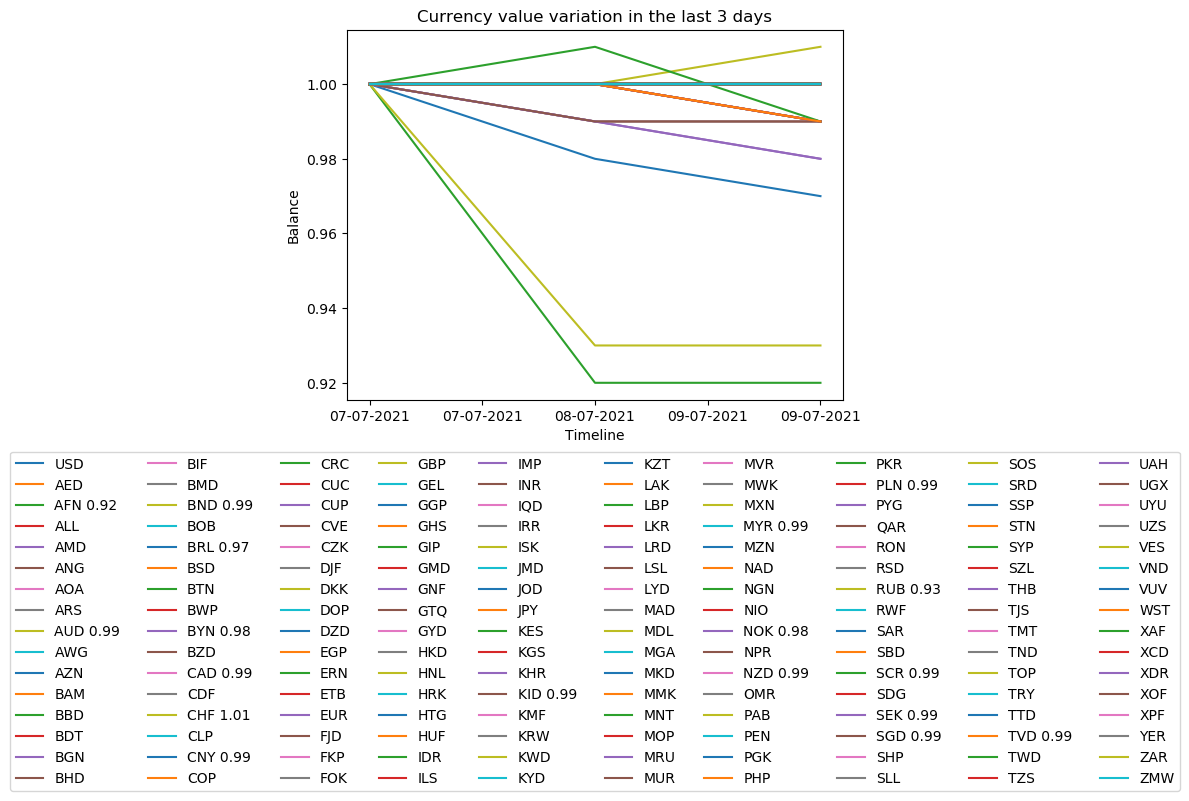 Currency value variation in the last 3 days
1.00
0.98
0.96
0.94
0.92
Balance
07-07-2021 07-07-2021 08-07-2021 09-07-2021 09-07-2021
Timeline
USD
AED
AFN 0.92
ALL
AMD
ANG
AOA
ARS
AUD 0.99
AWG
AZN
BAM
BBD
BDT
BGN
BHD
BIF
BMD
BND 0.99
BOB
BRL 0.97
BSD
BTN
BWP
BYN 0.98
BZD
CAD 0.99
CDF
CHF 1.01
CLP
CNY 0.99
COP
CRC
CUC
CUP
CVE
CZK
DJF
DKK
DOP
DZD
EGP
ERN
ETB
EUR
FJD
FKP
FOK
GBP
GEL
GGP
GHS
GIP
GMD
GNF
GTQ
GYD
HKD
HNL
HRK
HTG
HUF
IDR
ILS
IMP
INR
IQD
IRR
ISK
JMD
JOD
JPY
KES
KGS
KHR
KID 0.99
KMF
KRW
KWD
KYD
KZT
LAK
LBP
LKR
LRD
LSL
LYD
MAD
MDL
MGA
MKD
MMK
MNT
MOP
MRU
MUR
MVR
MWK
MXN
MYR 0.99
MZN
NAD
NGN
NIO
NOK 0.98
NPR
NZD 0.99
OMR
PAB
PEN
PGK
PHP
PKR
PLN 0.99
PYG
QAR
RON
RSD
RUB 0.93
RWF
SAR
SBD
SCR 0.99
SDG
SEK 0.99
SGD 0.99
SHP
SLL
SOS
SRD
SSP
STN
SYP
SZL
THB
TJS
TMT
TND
TOP
TRY
TTD
TVD 0.99
TWD
TZS
UAH
UGX
UYU
UZS
VES
VND
VUV
WST
XAF
XCD
XDR
XOF
XPF
YER
ZAR
ZMW